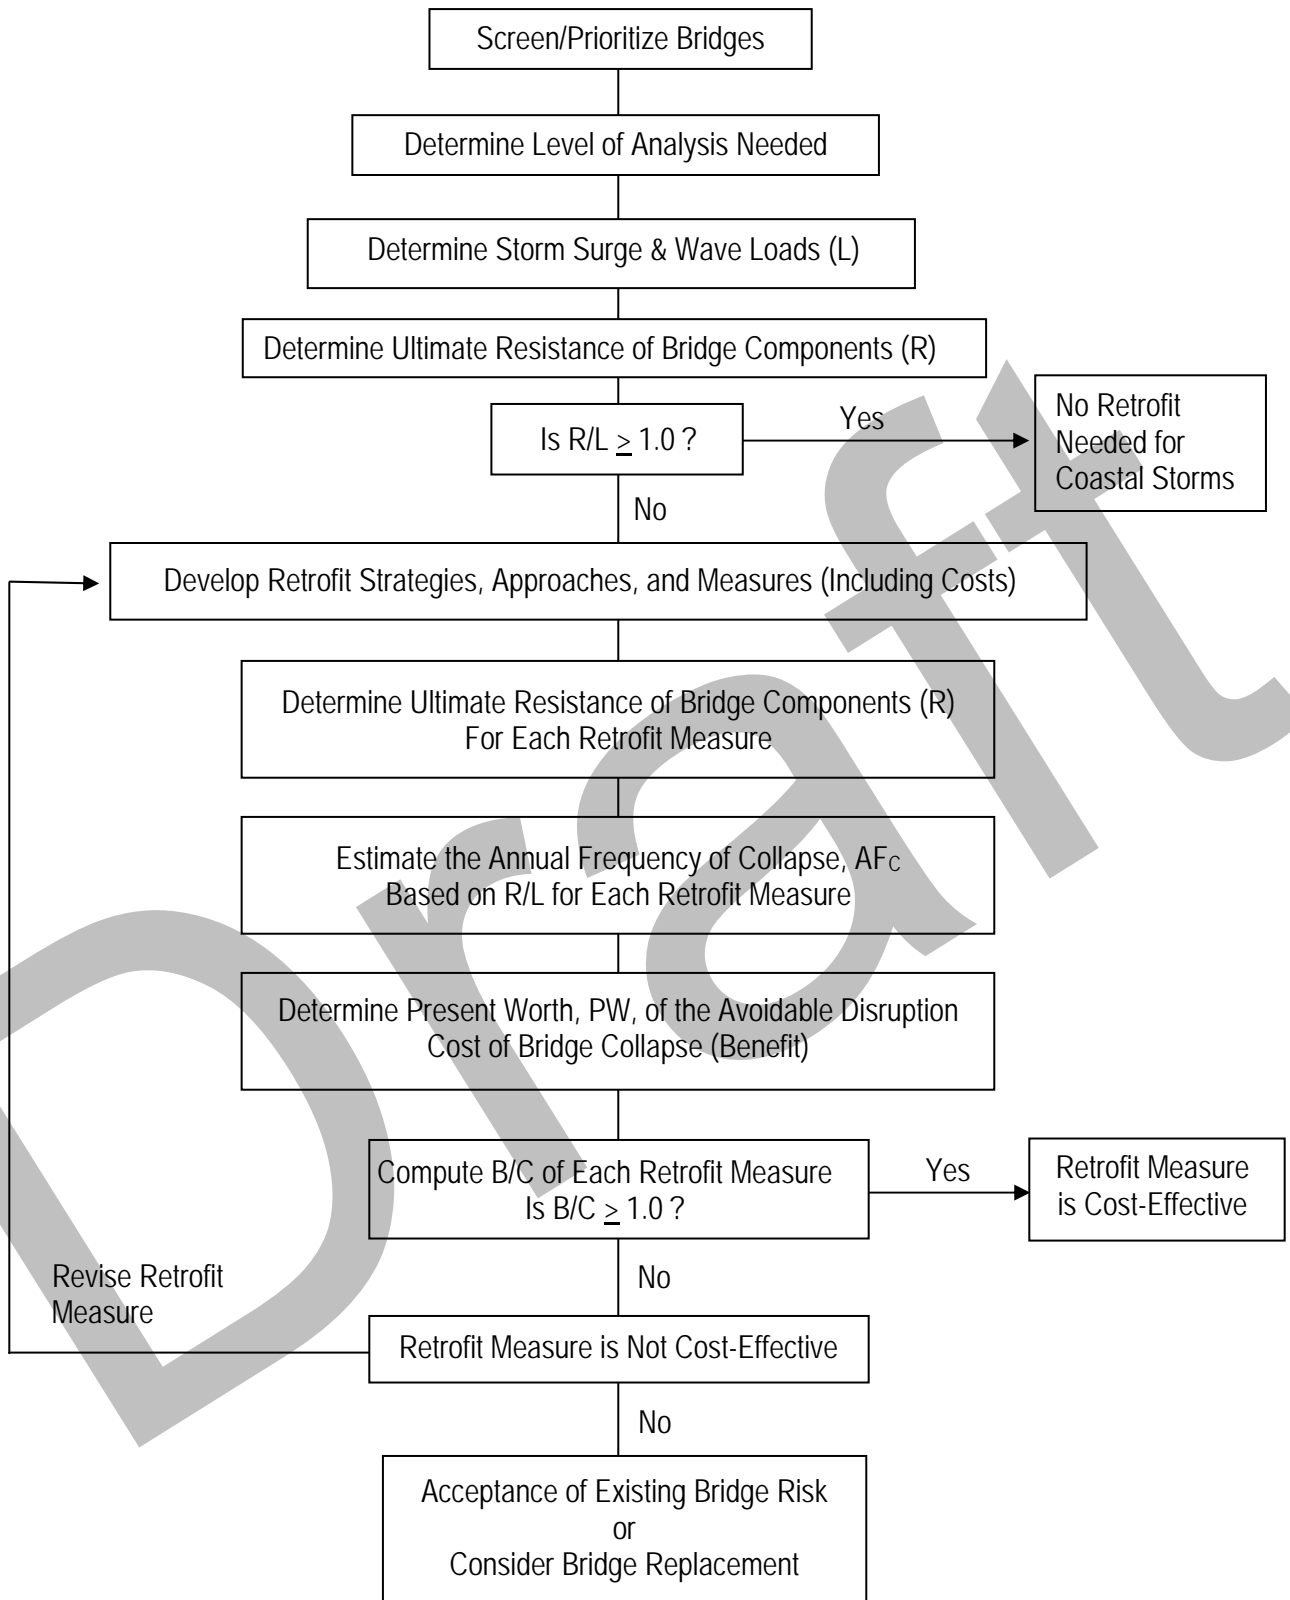 Screen/Prioritize Bridges
Determine Level of Analysis Needed
Determine Storm Surge & Wave Loads (L)
Determine Ultimate Resistance of Bridge Components (R)
Is R/L ≥ 1.0 ?
Yes
No Retrofit
Needed for
Coastal Storms
No
Develop Retrofit Strategies, Approaches, and Measures (Including Costs)
Determine Ultimate Resistance of Bridge Components (R)
For Each Retrofit Measure
Estimate the Annual Frequency of Collapse, AFC
Based on R/L for Each Retrofit Measure
Determine Present Worth, PW, of the Avoidable Disruption
Cost of Bridge Collapse (Benefit)
Compute B/C of Each Retrofit Measure
Is B/C ≥ 1.0 ?
Yes
Retrofit Measure
is Cost-Effective
No
Revise Retrofit
Measure
Retrofit Measure is Not Cost-Effective
No
Acceptance of Existing Bridge Risk
or
Consider Bridge Replacement
Draft